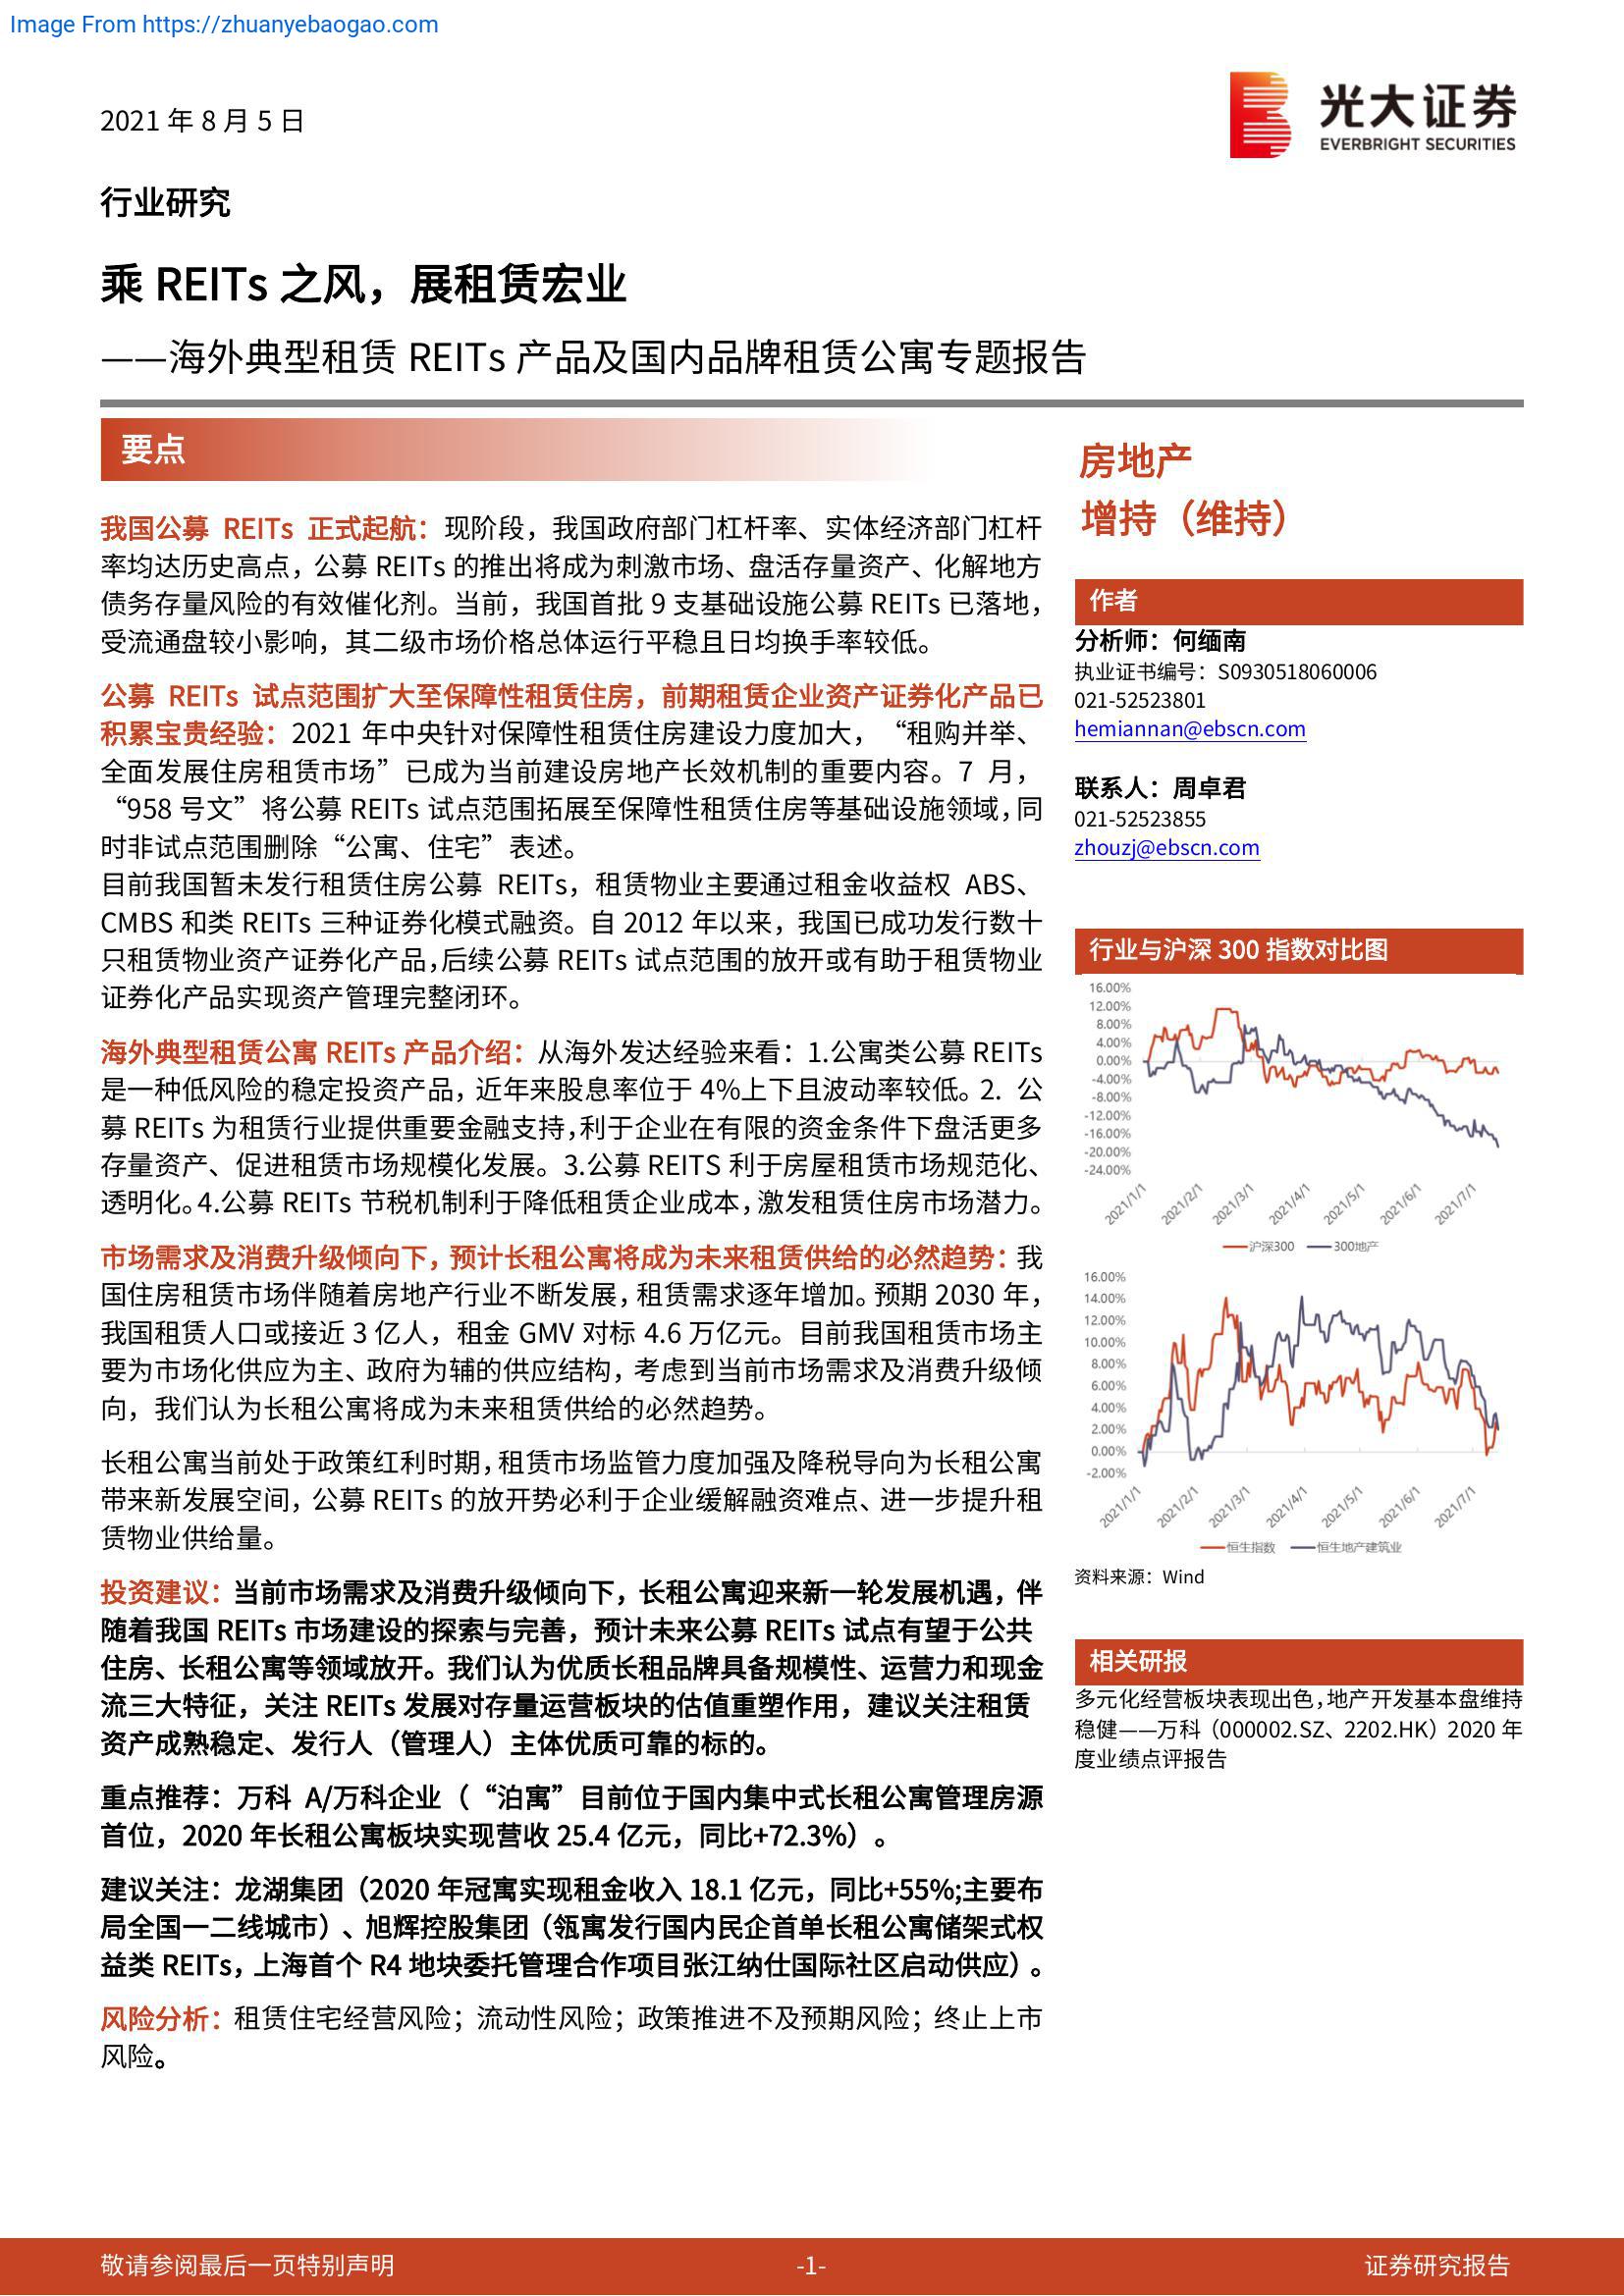 Image From https://zhuanyebaogao.com
2021 年 8 月 5 日
光大证券
EVERBRIGHT SECURITIES
行业研究
乘 REITs 之风，展租赁宏业
——海外典型租赁 REITs 产品及国内品牌租赁公寓专题报告
要点
我国公募 REITs 正式起航：现阶段，我国政府部门杠杆率、实体经济部门杠杆
率均达历史高点，公募 REITs 的推出将成为刺激市场、盘活存量资产、化解地方
债务存量风险的有效催化剂。当前，我国首批 9 支基础设施公募 REITs 已落地，
受流通盘较小影响，其二级市场价格总体运行平稳且日均换手率较低。
公募 REITs 试点范围扩大至保障性租赁住房，前期租赁企业资产证券化产品已
积累宝贵经验：2021 年中央针对保障性租赁住房建设力度加大，“租购并举、
全面发展住房租赁市场”已成为当前建设房地产长效机制的重要内容。7 月，
“958 号文”将公募 REITs 试点范围拓展至保障性租赁住房等基础设施领域，同
时非试点范围删除“公寓、住宅”表述。
目前我国暂未发行租赁住房公募 REITs，租赁物业主要通过租金收益权 ABS、
CMBS 和类 REITs 三种证券化模式融资。自 2012 年以来，我国已成功发行数十
只租赁物业资产证券化产品，后续公募 REITs 试点范围的放开或有助于租赁物业
证券化产品实现资产管理完整闭环。
海外典型租赁公寓 REITs 产品介绍：从海外发达经验来看：1.公寓类公募 REITs
是一种低风险的稳定投资产品，近年来股息率位于 4%上下且波动率较低。2. 公
募 REITs 为租赁行业提供重要金融支持，利于企业在有限的资金条件下盘活更多
存量资产、促进租赁市场规模化发展。3.公募 REITS 利于房屋租赁市场规范化、
透明化。4.公募 REITs 节税机制利于降低租赁企业成本，激发租赁住房市场潜力。
市场需求及消费升级倾向下，预计长租公寓将成为未来租赁供给的必然趋势：我
国住房租赁市场伴随着房地产行业不断发展，租赁需求逐年增加。预期 2030 年，
我国租赁人口或接近 3 亿人，租金 GMV 对标 4.6 万亿元。目前我国租赁市场主
要为市场化供应为主、政府为辅的供应结构，考虑到当前市场需求及消费升级倾
向，我们认为长租公寓将成为未来租赁供给的必然趋势。
长租公寓当前处于政策红利时期，租赁市场监管力度加强及降税导向为长租公寓
带来新发展空间，公募 REITs 的放开势必利于企业缓解融资难点、进一步提升租
赁物业供给量。
投资建议：当前市场需求及消费升级倾向下，长租公寓迎来新一轮发展机遇，伴
随着我国 REITs 市场建设的探索与完善，预计未来公募 REITs 试点有望于公共
住房、长租公寓等领域放开。我们认为优质长租品牌具备规模性、运营力和现金
流三大特征，关注 REITs 发展对存量运营板块的估值重塑作用，建议关注租赁
资产成熟稳定、发行人（管理人）主体优质可靠的标的。
重点推荐：万科 A/万科企业（“泊寓”目前位于国内集中式长租公寓管理房源
首位，2020 年长租公寓板块实现营收 25.4 亿元，同比+72.3%）。
建议关注：龙湖集团（2020 年冠寓实现租金收入 18.1 亿元，同比+55%;主要布
局全国一二线城市）、旭辉控股集团（瓴寓发行国内民企首单长租公寓储架式权
益类 REITs，上海首个 R4 地块委托管理合作项目张江纳仕国际社区启动供应）。
风险分析：租赁住宅经营风险；流动性风险；政策推进不及预期风险；终止上市
风险。
房地产
增持（维持）
作者
分析师：何缅南
执业证书编号：S0930518060006
021-52523801
hemiannan@ebscn.com
联系人：周卓君
021-52523855
zhouzj@ebscn.com
行业与沪深 300 指数对比图
16.00%
12.00%
8.00%
4.00%
0.00%
-4.00%
-8.00%
-12.00%
-16.00%
-20.00%
-24.00%
2021/1/1 2021/2/1 2021/3/1 2021/4/1 2021/5/1 2021/6/1 2021/7/1
沪深300 300地产
16.00%
14.00%
12.00%
10.00%
8.00%
6.00%
4.00%
2.00%
0.00%
-2.00%
2021/1/1 2021/2/1 2021/3/1 2021/4/1 2021/5/1 2021/6/1 2021/7/1
恒生指数 恒生地产建筑业
资料来源：Wind
相关研报
多元化经营板块表现出色，地产开发基本盘维持
稳健——万科（000002.SZ、2202.HK）2020 年
度业绩点评报告
敬请参阅最后一页特别声明 -1- 证券研究报告